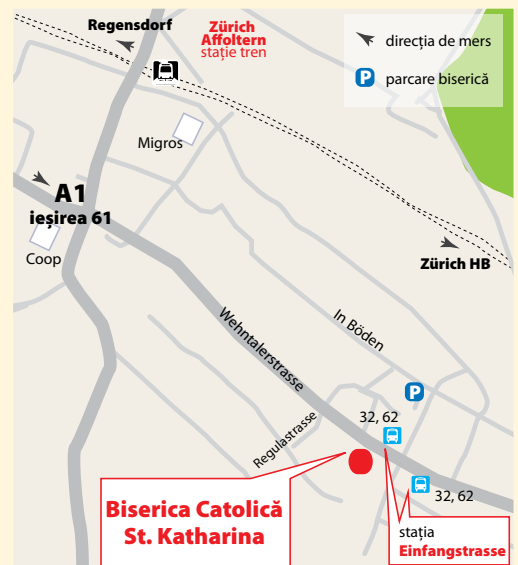 Regensdorf
Zürich
Affoltern
stație tren
direcția de mers
P parcare biserică
Migros
A1
ieșirea 61
Coop
Zürich HB
In Böden
Wehntalerstrasse
P
32, 62
Regulastrasse
32, 62
Biserica Catolică
St. Katharina
stația
Einfangstrasse